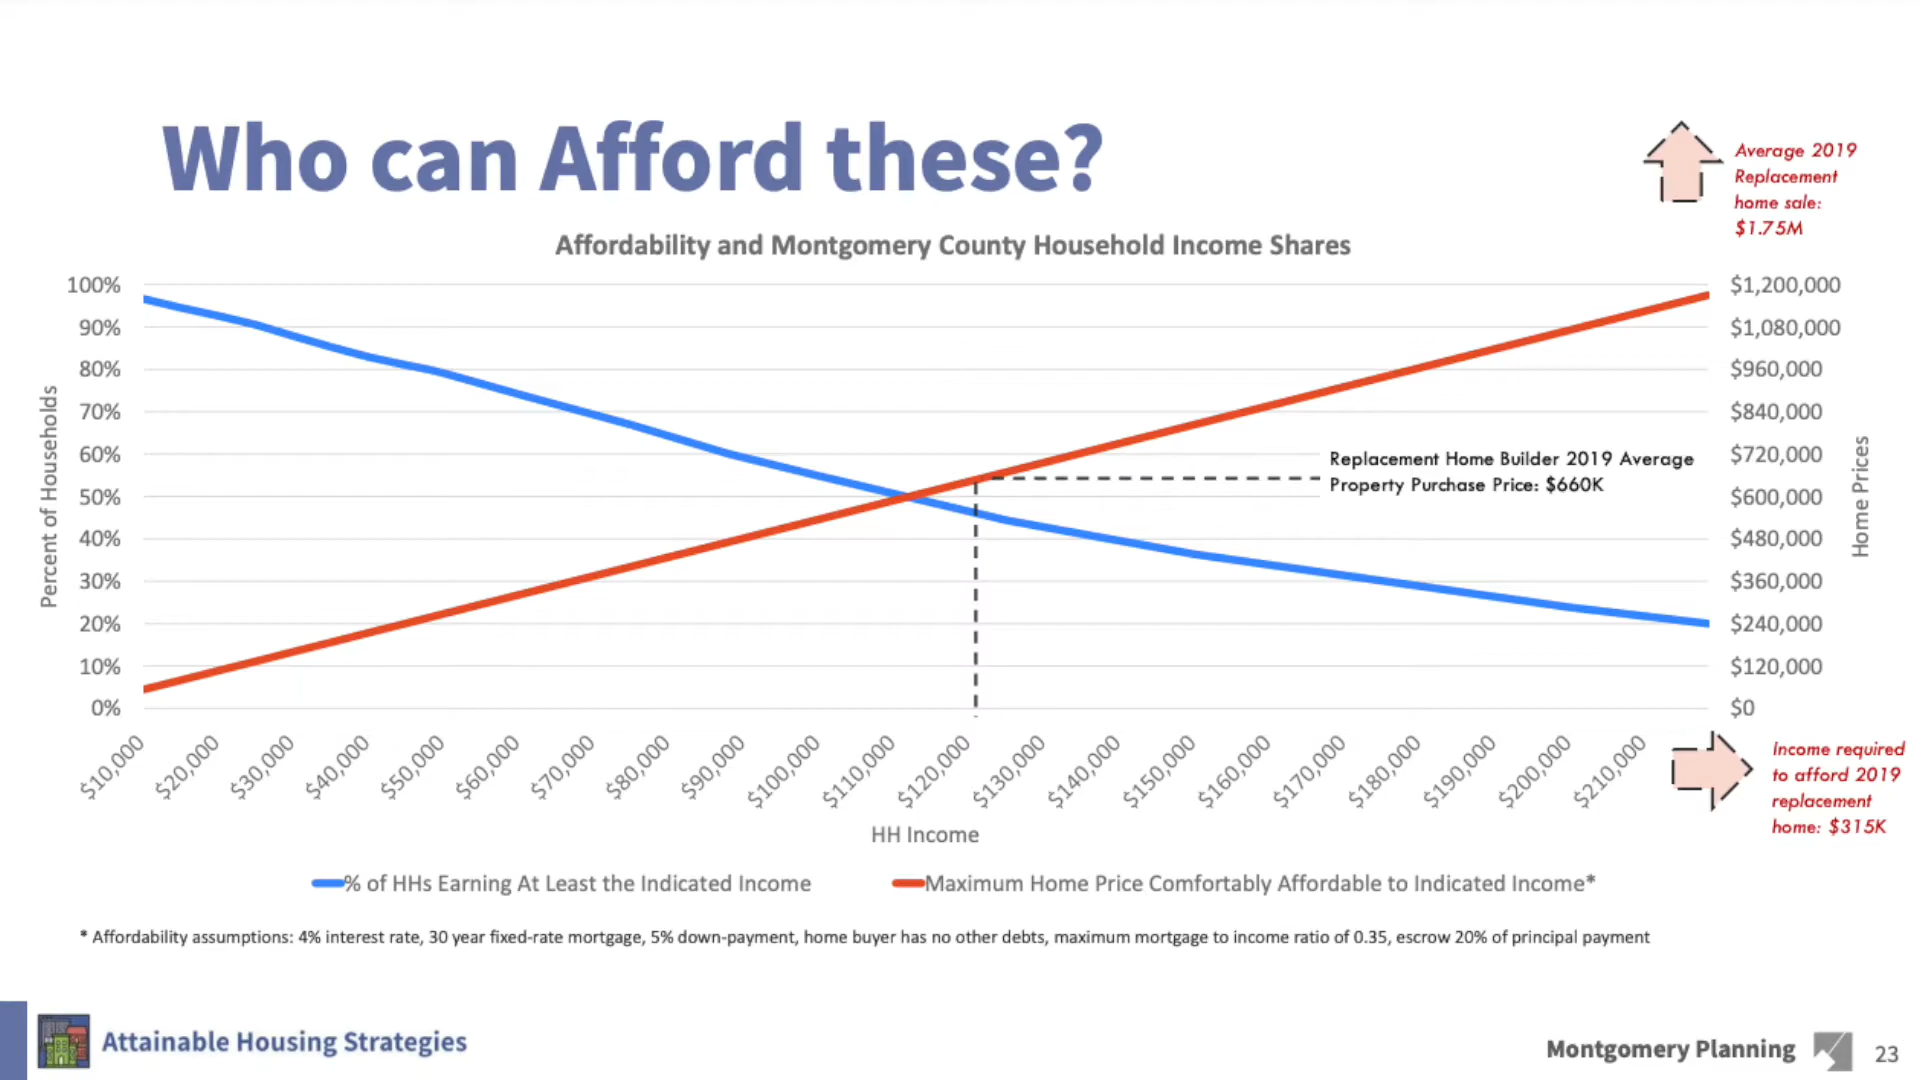 Who can Afford these?
Average 2019
Replacement
home sale:
$1.75M
Affordability and Montgomery County Household Income Shares
100%
90%
80%
70%
60%
50%
40%
30%
20%
10%
0%
Percent of Households
$1,200,000
$1,080,000
$960,000
$840,000
$720,000
$600,000
$480,000
$360,000
$240,000
$120,000
$0
Home Prices
Replacement Home Builder 2019 Average
Property Purchase Price: $660K
$10,000
$20,000
$30,000
$40,000
$50,000
$60,000
$70,000
$80,000
$90,000
$100,000
$110,000
$120,000
$130,000
$140,000
$150,000
$160,000
$170,000
$180,000
$190,000
$200,000
$210,000
HH Income
Income required
to afford 2019
replacement
home: $315K
% of HHs Earning At Least the Indicated Income
Maximum Home Price Comfortably Affordable to Indicated Income*
* Affordability assumptions: 4% interest rate, 30 year fixed-rate mortgage, 5% down-payment, home buyer has no other debts, maximum mortgage to income ratio of 0.35, escrow 20% of principal payment
Attainable Housing Strategies
Montgomery Planning
23